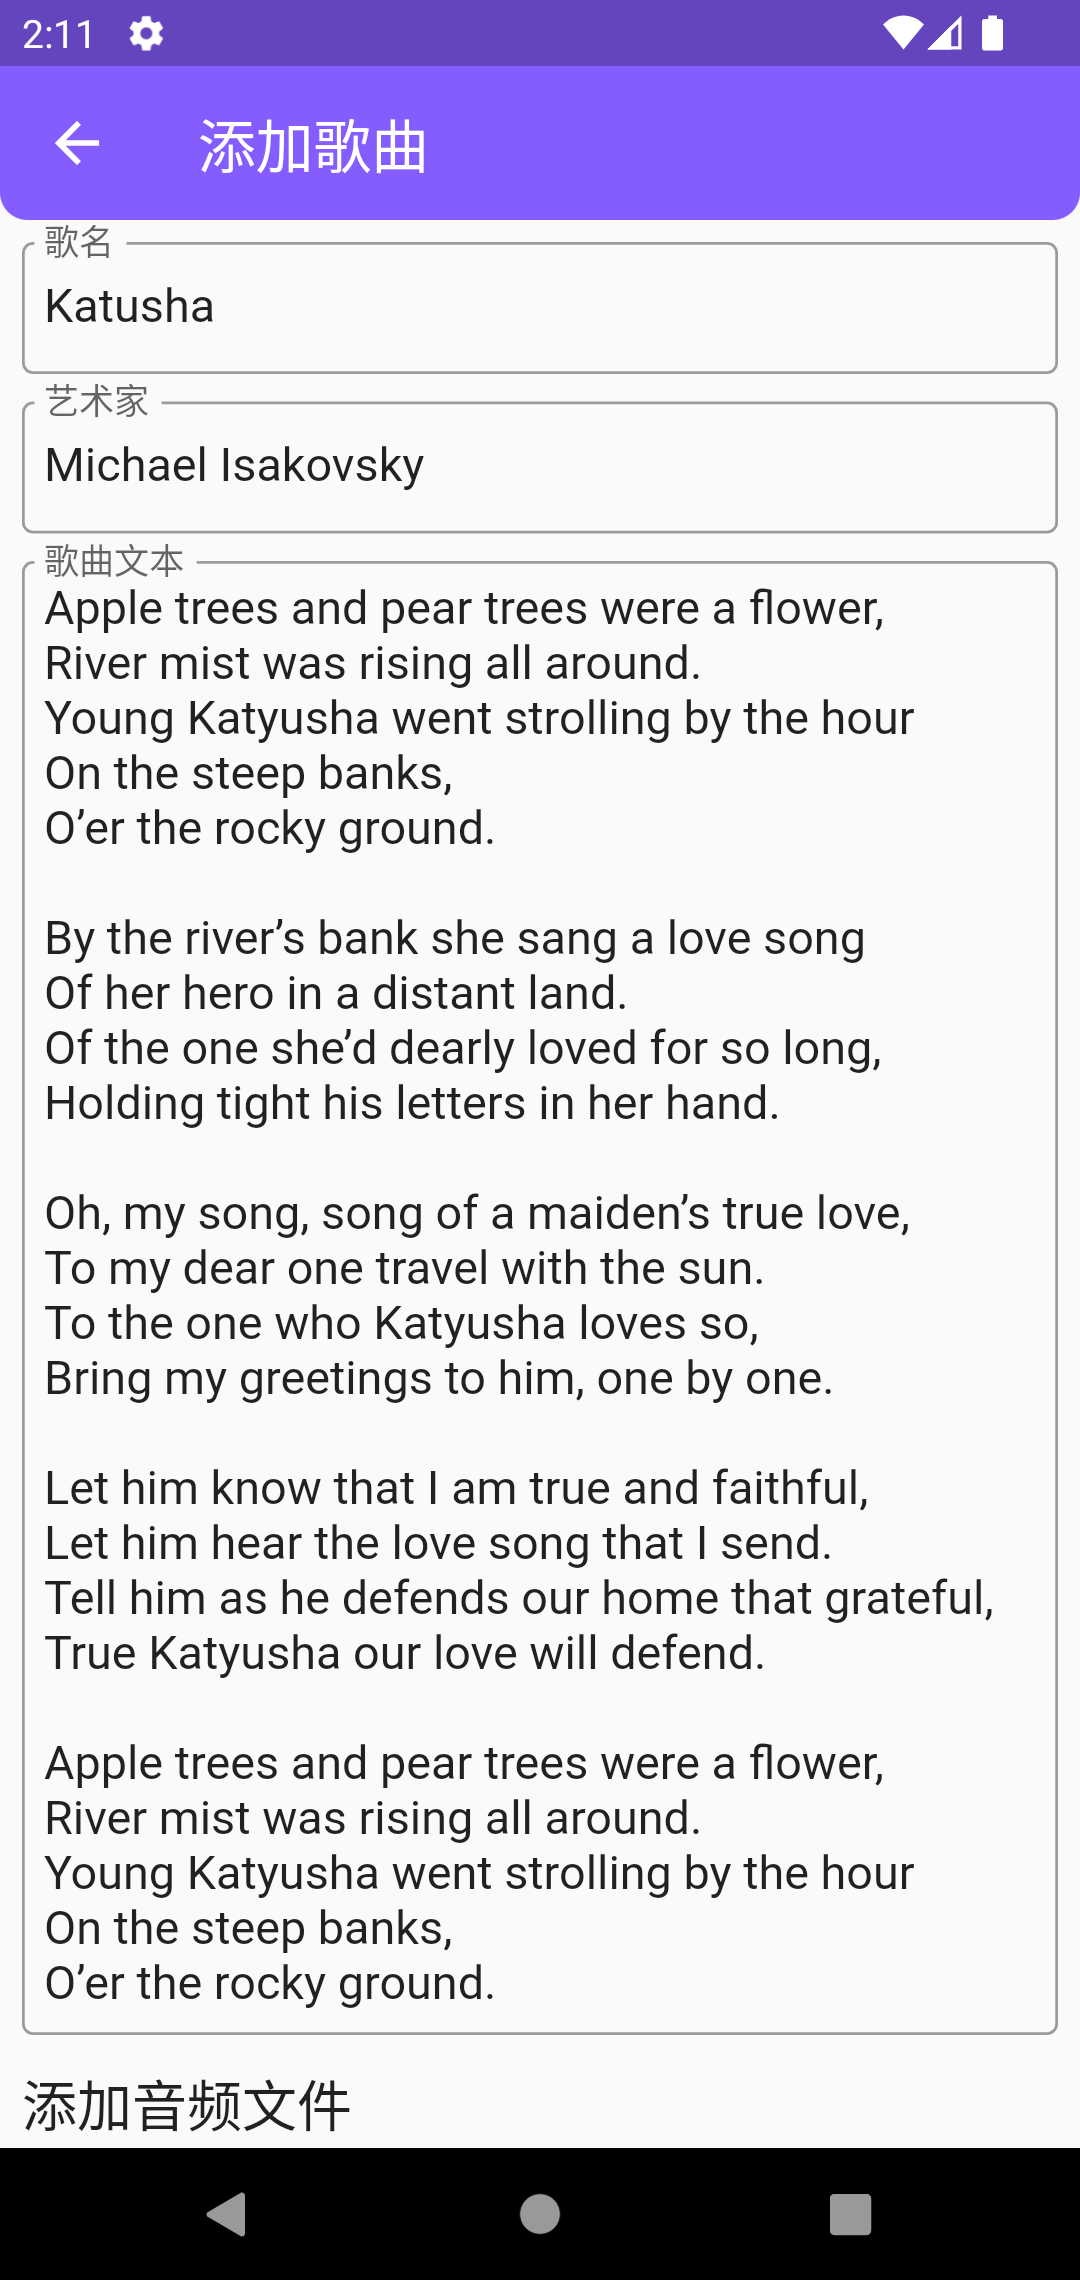 2:11
添加歌曲
歌名
Katusha
艺术家
Michael Isakovsky
歌曲文本
Apple trees and pear trees were a flower,
River mist was rising all around.
Young Katyusha went strolling by the hour
On the steep banks,
O’er the rocky ground.
By the river’s bank she sang a love song
Of her hero in a distant land.
Of the one she’d dearly loved for so long,
Holding tight his letters in her hand.
Oh, my song, song of a maiden’s true love,
To my dear one travel with the sun.
To the one who Katyusha loves so,
Bring my greetings to him, one by one.
Let him know that I am true and faithful,
Let him hear the love song that I send.
Tell him as he defends our home that grateful,
True Katyusha our love will defend.
Apple trees and pear trees were a flower,
River mist was rising all around.
Young Katyusha went strolling by the hour
On the steep banks,
O’er the rocky ground.
添加音频文件